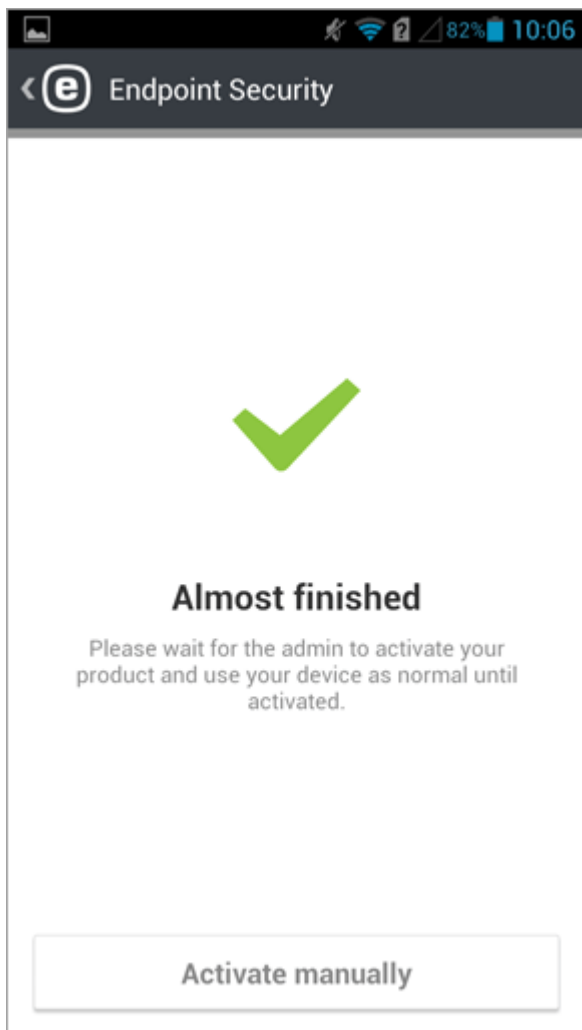 82% 10:06
e Endpoint Security
Almost finished
Please wait for the admin to activate your
product and use your device as normal until
activated.
Activate manually